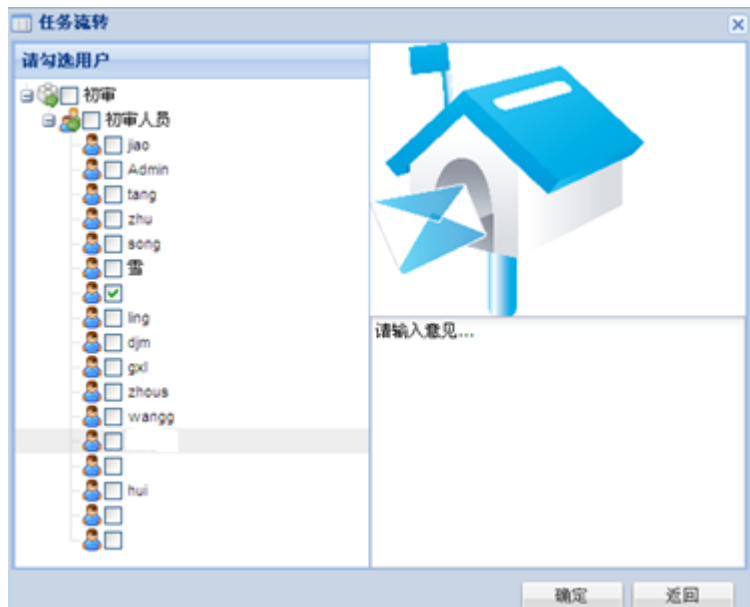 任务流转
请勾选用户
初审
初审人员
jiao
Admin
tang
zhu
song
雪
ling
djm
gxl
zhous
wangg
hui
请输入意见...
确定
返回